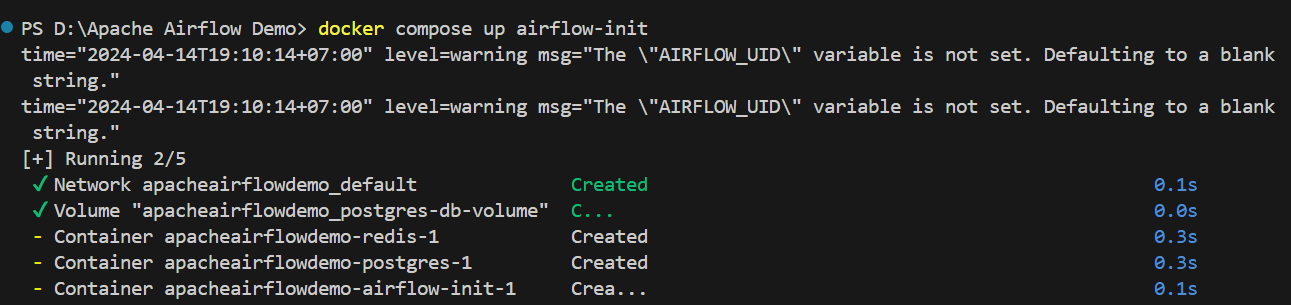 PS D:\Apache Airflow Demo> docker compose up airflow-init
time="2024-04-14T19:10:14+07:00" level=warning msg="The \"AIRFLOW_UID\" variable is not set. Defaulting to a blank
string."
time="2024-04-14T19:10:14+07:00" level=warning msg="The \"AIRFLOW_UID\" variable is not set. Defaulting to a blank
string."
[+] Running 2/5
✓ Network apacheairflowdemo_default Created 0.1s
✓ Volume "apacheairflowdemo_postgres-db-volume" C... 0.0s
- Container apacheairflowdemo-redis-1 Created 0.3s
- Container apacheairflowdemo-postgres-1 Created 0.3s
- Container apacheairflowdemo-airflow-init-1 Crea... 0.1s